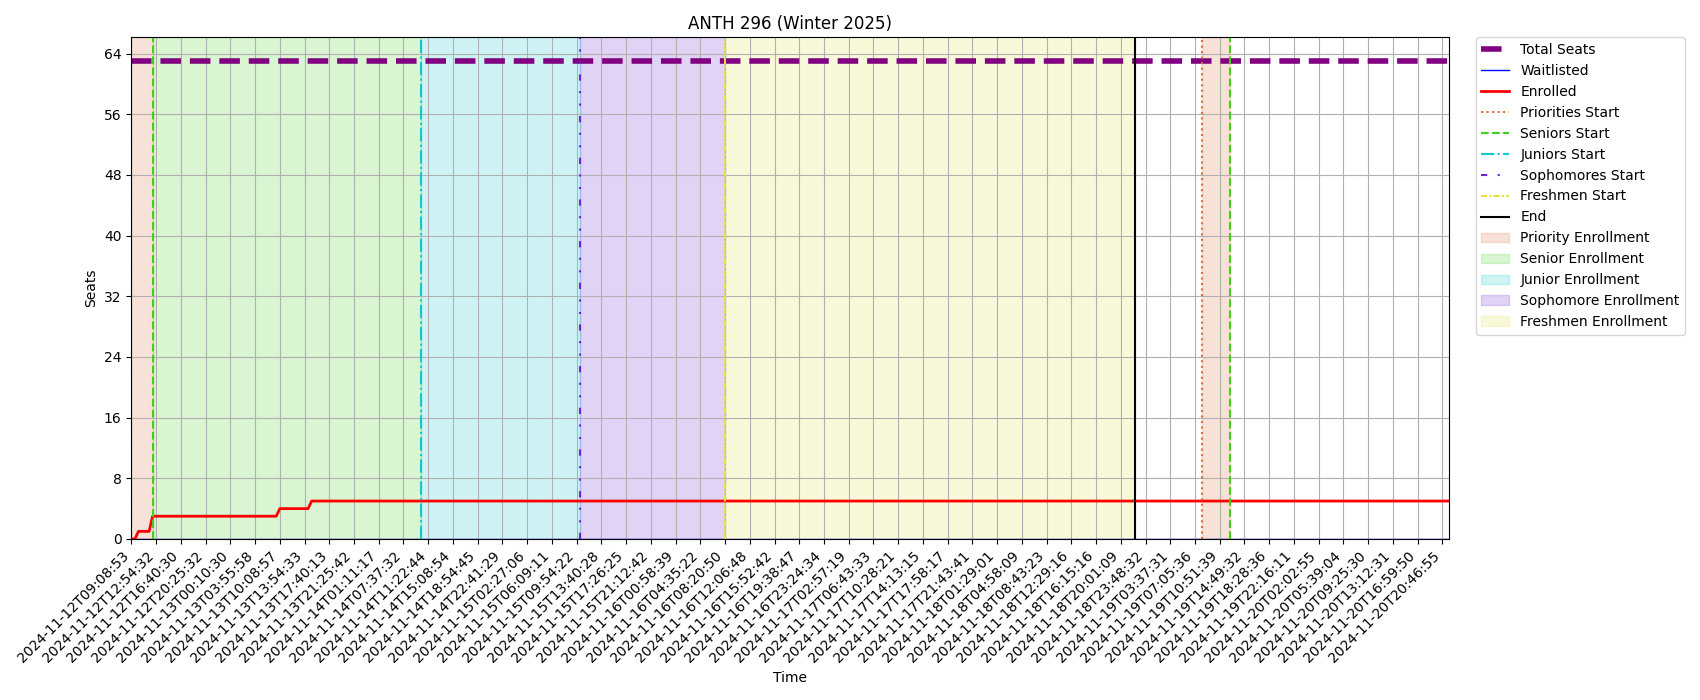 ANTH 296 (Winter 2025)
64
56
48
40
32
24
16
8
0
Seats
2024-11-12T09:08:53
2024-11-12T12:54:32
2024-11-12T16:40:30
2024-11-12T20:25:32
2024-11-13T00:10:30
2024-11-13T03:55:58
2024-11-13T10:08:57
2024-11-13T13:54:33
2024-11-13T17:40:13
2024-11-13T21:25:42
2024-11-14T01:11:17
2024-11-14T07:37:32
2024-11-14T11:22:44
2024-11-14T15:08:54
2024-11-14T18:54:45
2024-11-14T22:41:29
2024-11-15T02:27:06
2024-11-15T06:09:11
2024-11-15T09:54:22
2024-11-15T13:40:28
2024-11-15T17:26:25
2024-11-15T21:12:42
2024-11-16T00:58:39
2024-11-16T04:35:22
2024-11-16T08:20:50
2024-11-16T12:06:48
2024-11-16T15:52:42
2024-11-16T19:38:47
2024-11-16T23:24:34
2024-11-17T02:57:19
2024-11-17T06:43:33
2024-11-17T10:28:21
2024-11-17T14:13:15
2024-11-17T17:58:17
2024-11-17T21:43:41
2024-11-18T01:29:01
2024-11-18T04:58:09
2024-11-18T08:43:23
2024-11-18T12:29:16
2024-11-18T16:15:16
2024-11-18T20:01:09
2024-11-18T23:48:32
2024-11-19T03:37:31
2024-11-19T07:05:36
2024-11-19T10:51:39
2024-11-19T14:49:32
2024-11-19T18:28:36
2024-11-19T22:16:11
2024-11-20T02:02:55
2024-11-20T05:39:04
2024-11-20T09:25:30
2024-11-20T13:12:31
2024-11-20T16:59:50
2024-11-20T20:46:55
Time
Total Seats
Waitlisted
Enrolled
Priorities Start
Seniors Start
Juniors Start
Sophomores Start
Freshmen Start
End
Priority Enrollment
Senior Enrollment
Junior Enrollment
Sophomore Enrollment
Freshmen Enrollment